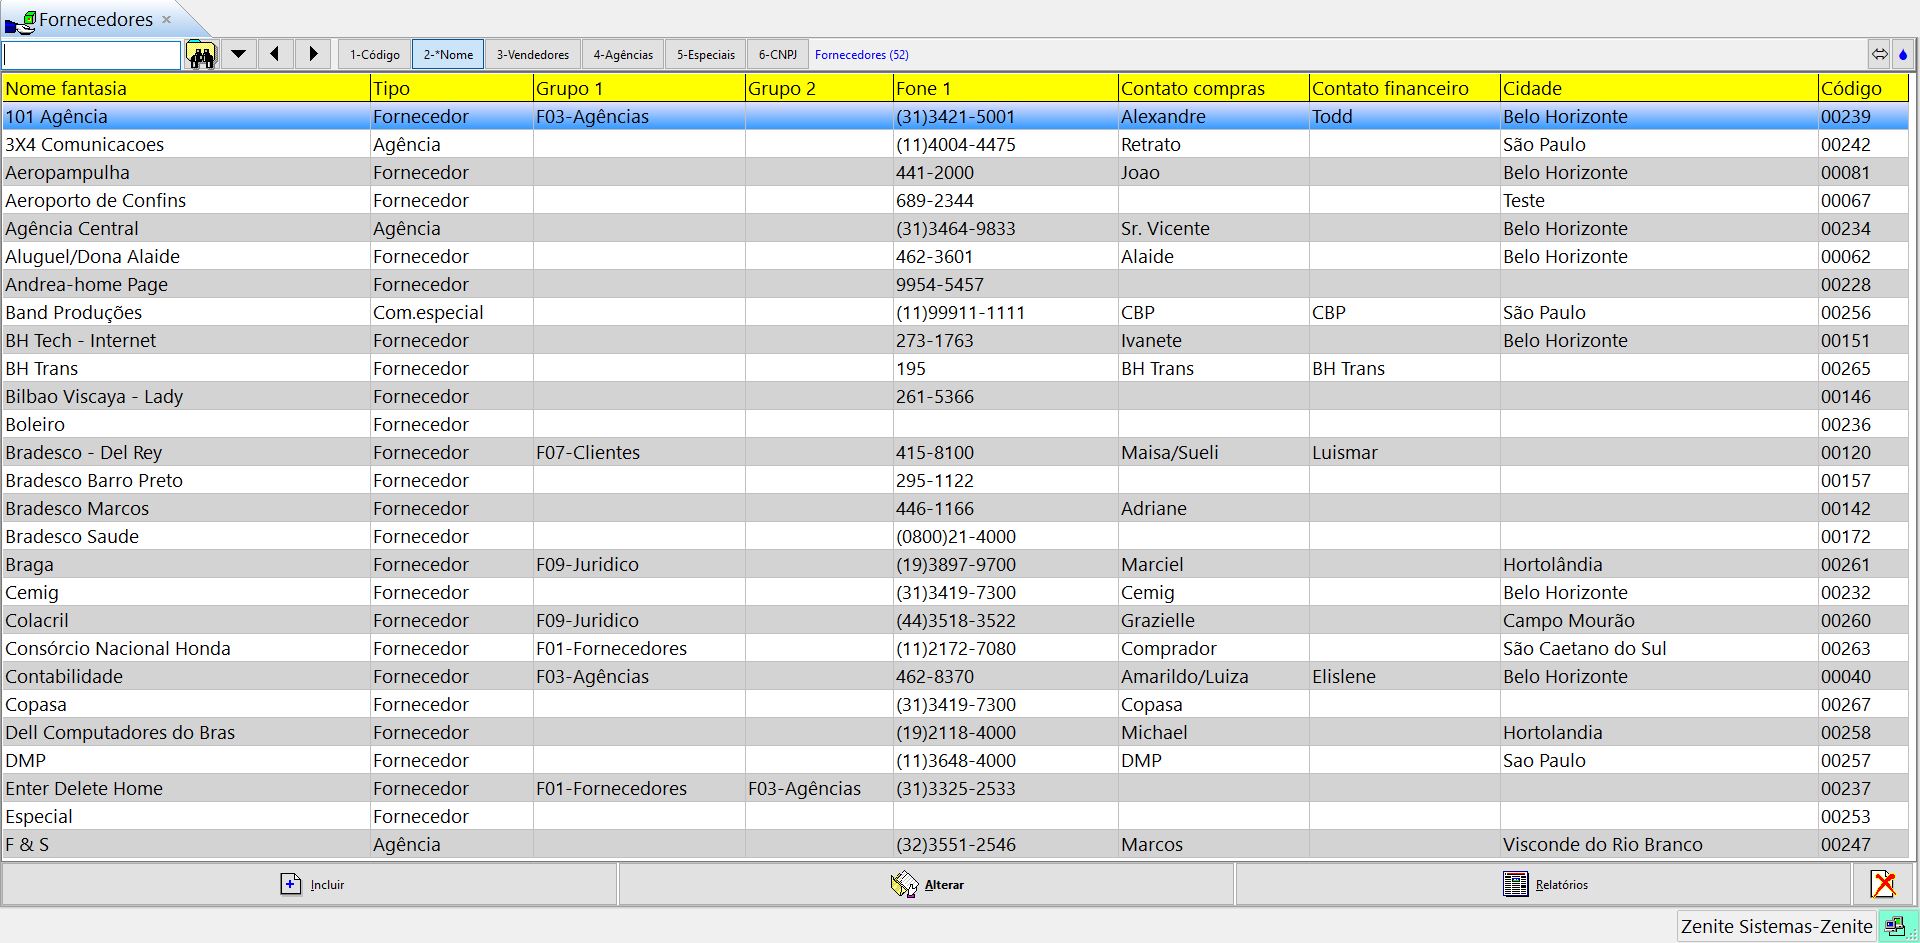 Fornecedores ×
1-Código 2-*Nome 3-Vendedores 4-Agências 5-Especiais 6-CNPJ Fornecedores (52)
Nome fantasia Tipo Grupo 1 Grupo 2 Fone 1 Contato compras Contato financeiro Cidade Código
101 Agência Fornecedor F03-Agências (31)3421-5001 Alexandre Todd Belo Horizonte 00239
3X4 Comunicacoes Agência (11)4004-4475 Retrato São Paulo 00242
Aeropampulha Fornecedor 441-2000 Joao Belo Horizonte 00081
Aeroporto de Confins Fornecedor 689-2344 Teste 00067
Agência Central Agência (31)3464-9833 Sr. Vicente Belo Horizonte 00234
Aluguel/Dona Alaide Fornecedor 462-3601 Alaide Belo Horizonte 00062
Andrea-home Page Fornecedor 9954-5457 00228
Band Produções Com.especial (11)99911-1111 CBP CBP São Paulo 00256
BH Tech - Internet Fornecedor 273-1763 Ivanete Belo Horizonte 00151
BH Trans Fornecedor 195 BH Trans BH Trans 00265
Bilbao Viscaya - Lady Fornecedor 261-5366 00146
Boleiro Fornecedor 00236
Bradesco - Del Rey Fornecedor F07-Clientes 415-8100 Maisa/Sueli Luismar 00120
Bradesco Barro Preto Fornecedor 295-1122 00157
Bradesco Marcos Fornecedor 446-1166 Adriane 00142
Bradesco Saude Fornecedor (0800)21-4000 00172
Braga Fornecedor F09-Juridico (19)3897-9700 Marciel Hortolândia 00261
Cemig Fornecedor (31)3419-7300 Cemig Belo Horizonte 00232
Colacril Fornecedor F09-Juridico (44)3518-3522 Grazielle Campo Mourão 00260
Consórcio Nacional Honda Fornecedor F01-Fornecedores (11)2172-7080 Comprador São Caetano do Sul 00263
Contabilidade Fornecedor F03-Agências 462-8370 Amarildo/Luiza Elislene Belo Horizonte 00040
Copasa Fornecedor (31)3419-7300 Copasa 00267
Dell Computadores do Bras Fornecedor (19)2118-4000 Michael Hortolandia 00258
DMP Fornecedor (11)3648-4000 DMP Sao Paulo 00257
Enter Delete Home Fornecedor F01-Fornecedores F03-Agências (31)3325-2533 00237
Especial Fornecedor 00253
F & S Agência (32)3551-2546 Marcos Visconde do Rio Branco 00247
Incluir Alterar Relatórios
Zenite Sistemas-Zenite